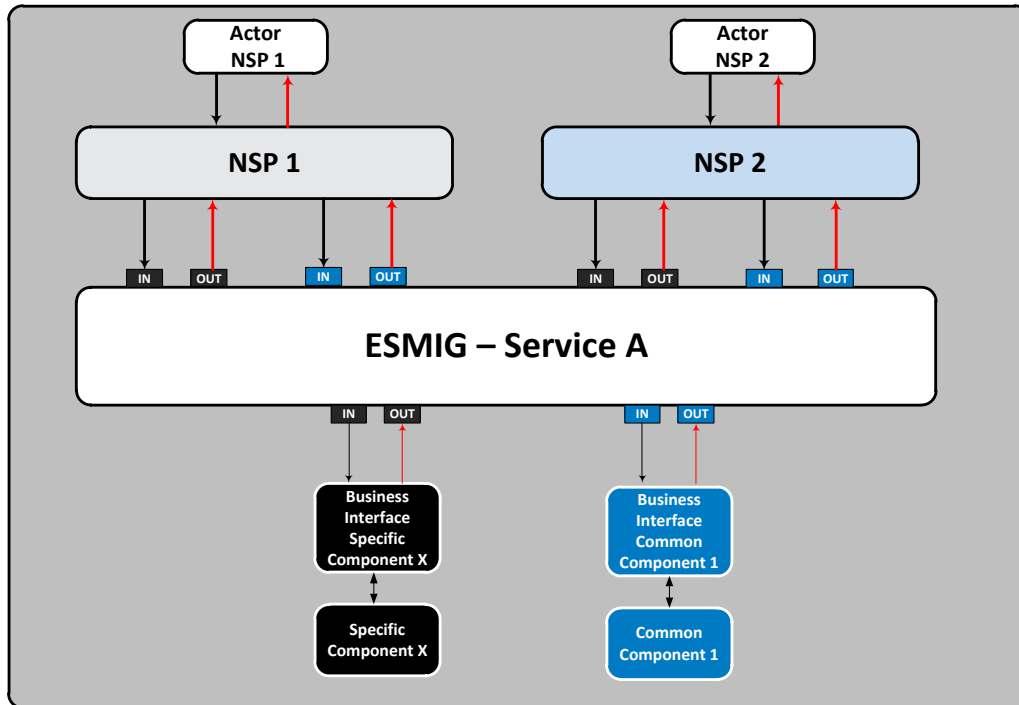 Actor
NSP 1
Actor
NSP 2
NSP 1
NSP 2
IN
OUT
IN
OUT
IN
OUT
IN
OUT
ESMIG – Service A
IN
OUT
IN
OUT
Business
Interface
Specific
Component X
Business
Interface
Common
Component 1
Specific
Component X
Common
Component 1